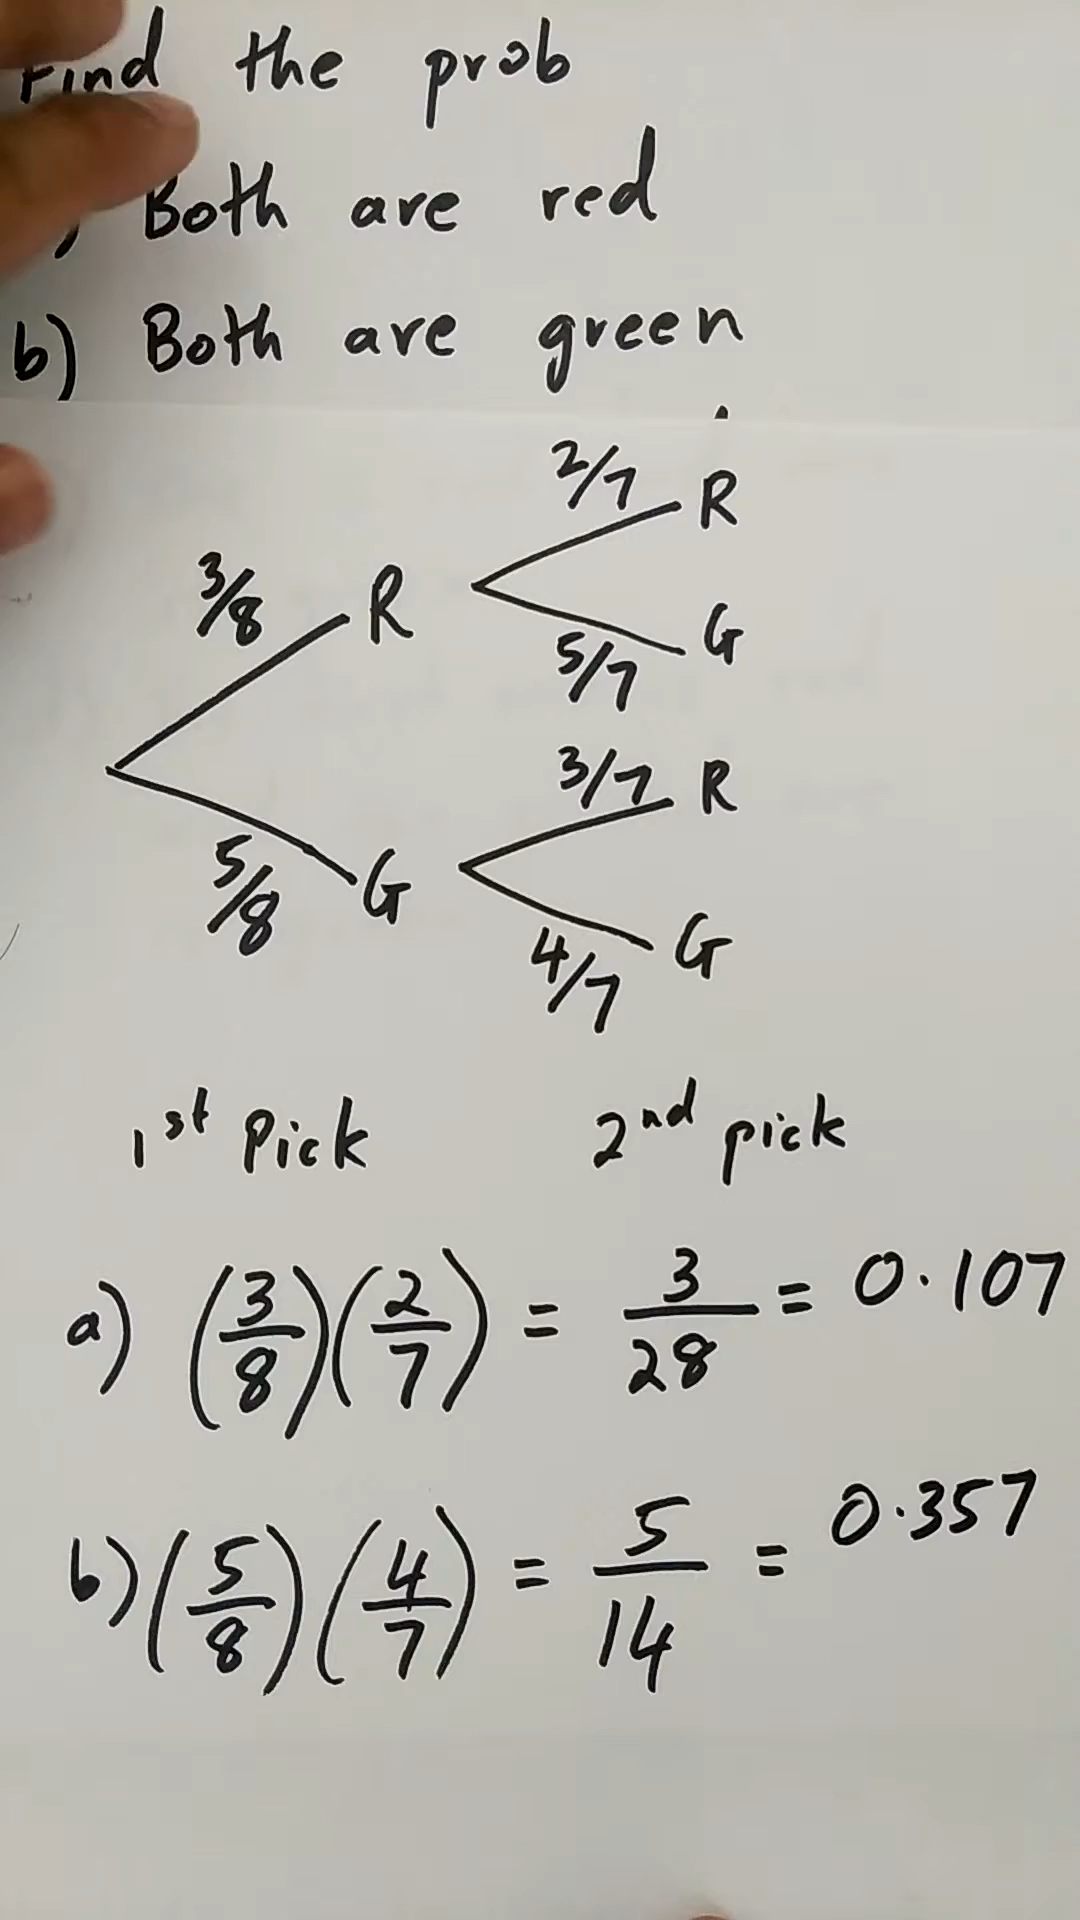 Find the prob
) Both are red
b) Both are green
2/7 R
3/8 R
5/7 G
3/7 R
5/8 G
4/7 G
1st Pick 2nd pick
a) (3/8)(2/7) = 3/28 = 0.107
b) (5/8)(4/7) = 5/14 = 0.357